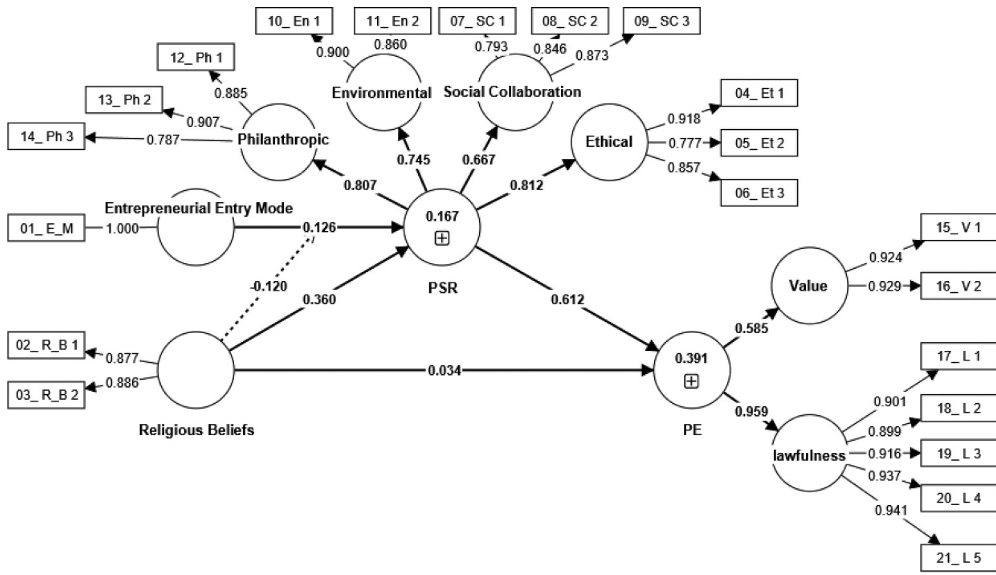 10_ En 1
11_ En 2
07_ SC 1
08_ SC 2
09_ SC 3
0.900
0.860
0.793
0.846
0.873
12_ Ph 1
13_ Ph 2
14_ Ph 3
0.885
0.907
0.787
Philanthropic
Environmental
Social Collaboration
Ethical
04_ Et 1
05_ Et 2
06_ Et 3
0.918
0.777
0.857
0.807
0.745
0.667
0.812
Entrepreneurial Entry Mode
01_ E_M
1.000
0.126
0.167
PSR
-0.120
0.360
0.612
02_ R_B 1
03_ R_B 2
0.877
0.886
Religious Beliefs
0.034
0.391
PE
0.585
0.959
Value
0.924
0.929
15_ V 1
16_ V 2
lawfulness
0.901
0.899
0.916
0.937
0.941
17_ L 1
18_ L 2
19_ L 3
20_ L 4
21_ L 5